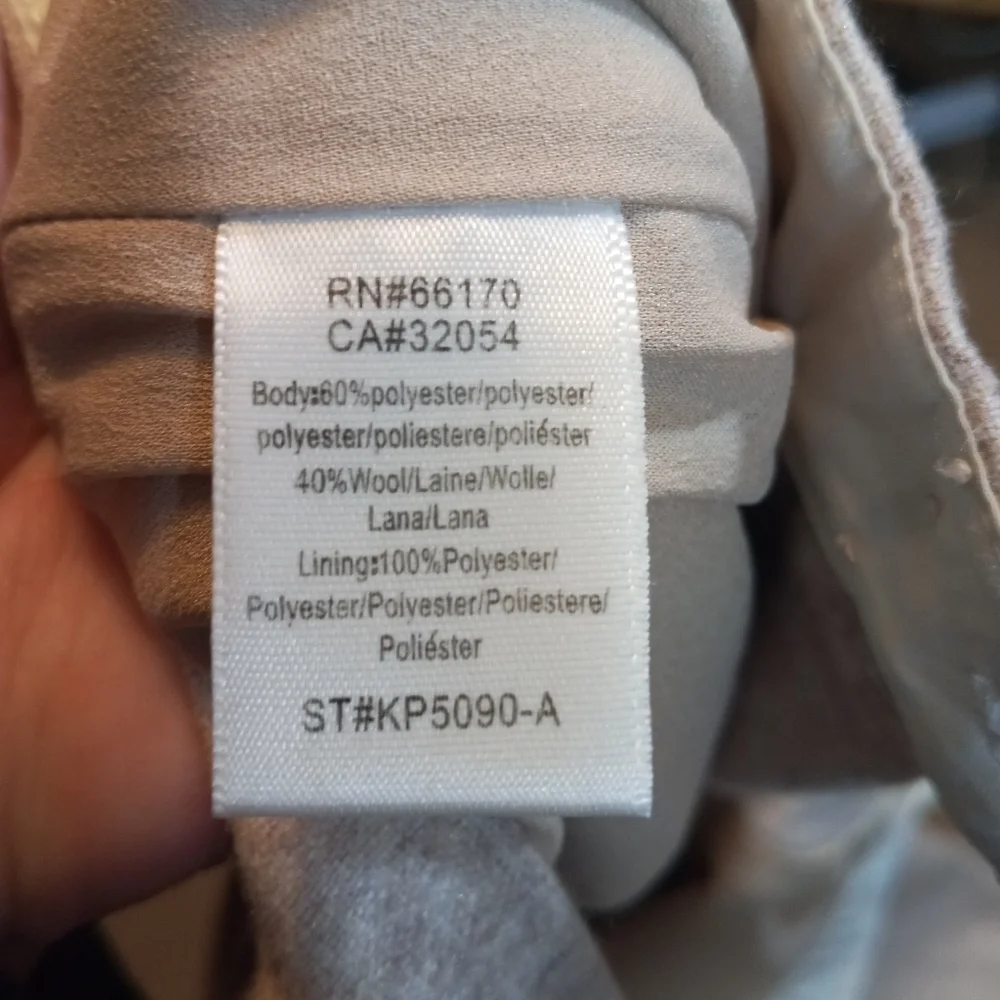 RN#66170
CA#32054
Body:60%polyester/polyester/
polyester/poliestere/poliéster
40%Wool/Laine/Wolle/
Lana/Lana
Lining:100%Polyester/
Polyester/Polyester/Poliestere/
Poliéster
ST#KP5090-A